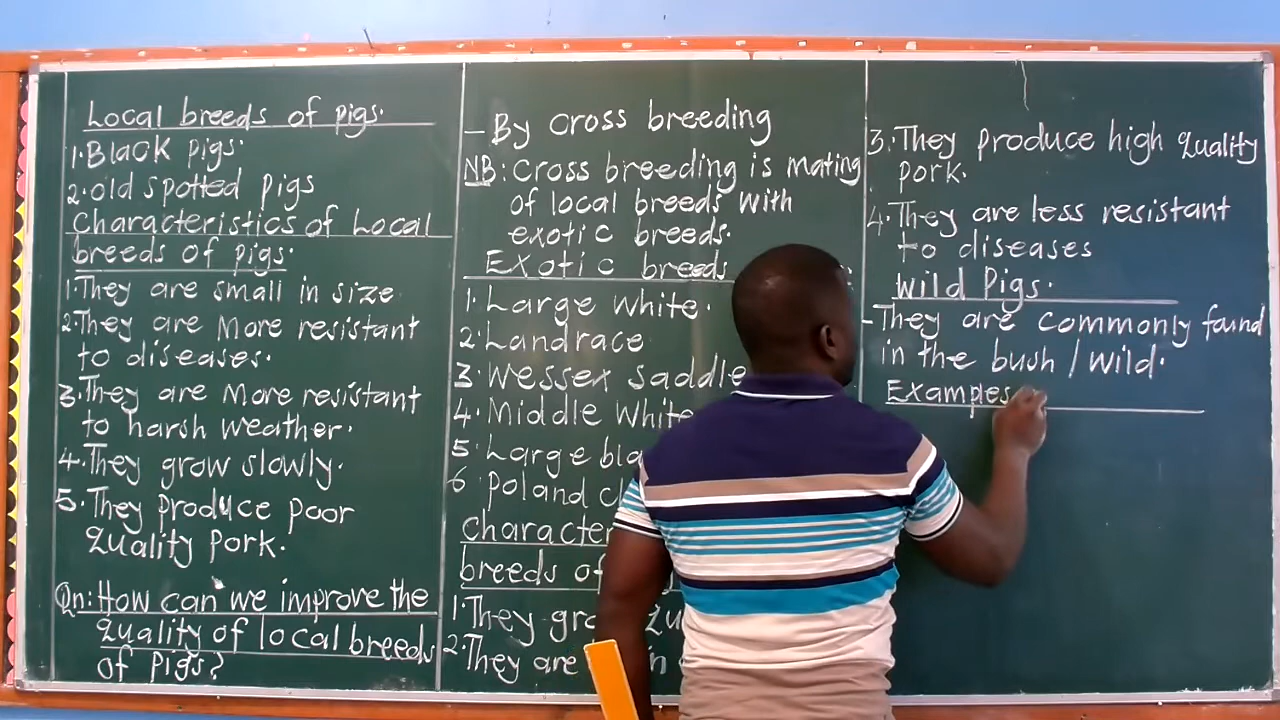 Local breeds of pigs.
1. Black pigs.
2. old spotted pigs
Characteristics of Local
breeds of pigs.
1. They are small in size
2. They are More resistant
to diseases.
3. They are More resistant
to harsh weather.
4. They grow slowly.
5. They produce poor
quality pork.
Qn: How can we improve the
quality of local breeds
of pigs?
- By cross breeding
NB: Cross breeding is mating
of local breeds with
exotic breeds.
Exotic breeds
1. Large white.
2. Landrace
3. Wessex saddle
4. Middle white
5. Large
6. Poland
breeds of
1. They
2. They are
3. They produce high quality
pork.
4. They are less resistant
to diseases
Wild Pigs.
- They are commonly found
in the bush / wild.
Examples